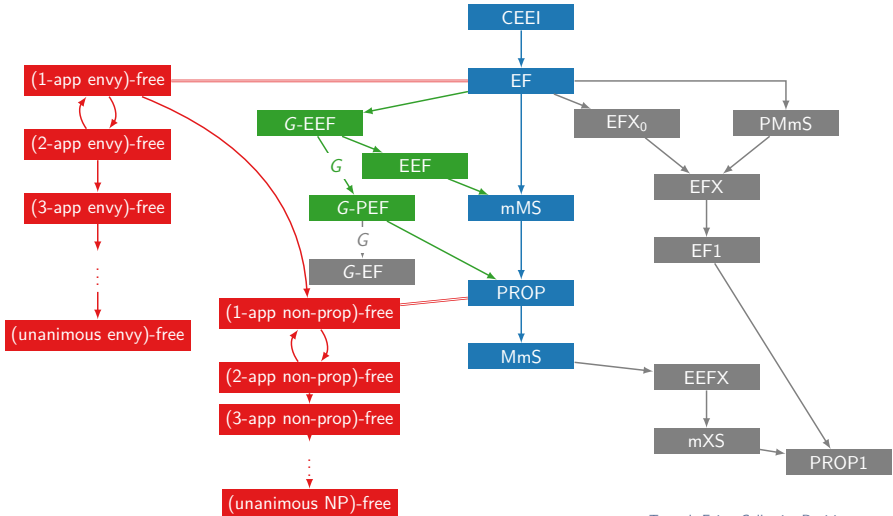 CEEI
(1-app envy)-free
EF
G-EEF
EFX0
PMmS
(2-app envy)-free
G
EEF
EFX
(3-app envy)-free
G-PEF
mMS
G
EF1
G-EF
PROP
(1-app non-prop)-free
(unanimous envy)-free
MmS
(2-app non-prop)-free
EEFX
(3-app non-prop)-free
mXS
PROP1
(unanimous NP)-free